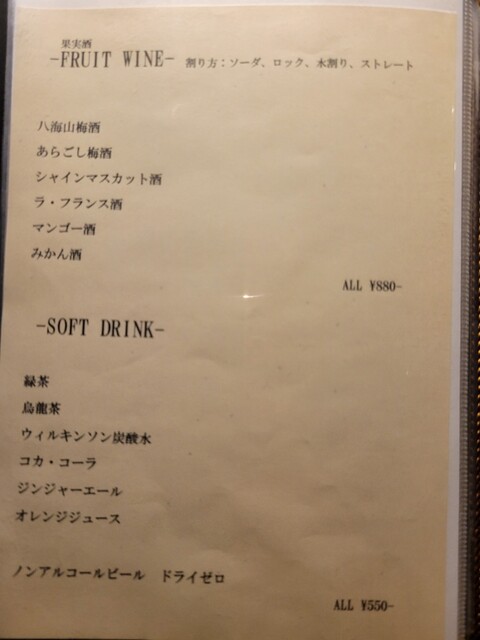 果実酒
-FRUIT WINE- 割り方：ソーダ、ロック、水割り、ストレート
八海山梅酒
あらごし梅酒
シャインマスカット酒
ラ・フランス酒
マンゴー酒
みかん酒
ALL ¥880-
-SOFT DRINK-
緑茶
烏龍茶
ウィルキンソン炭酸水
コカ・コーラ
ジンジャーエール
オレンジジュース
ノンアルコールビール　ドライゼロ
ALL ¥550-